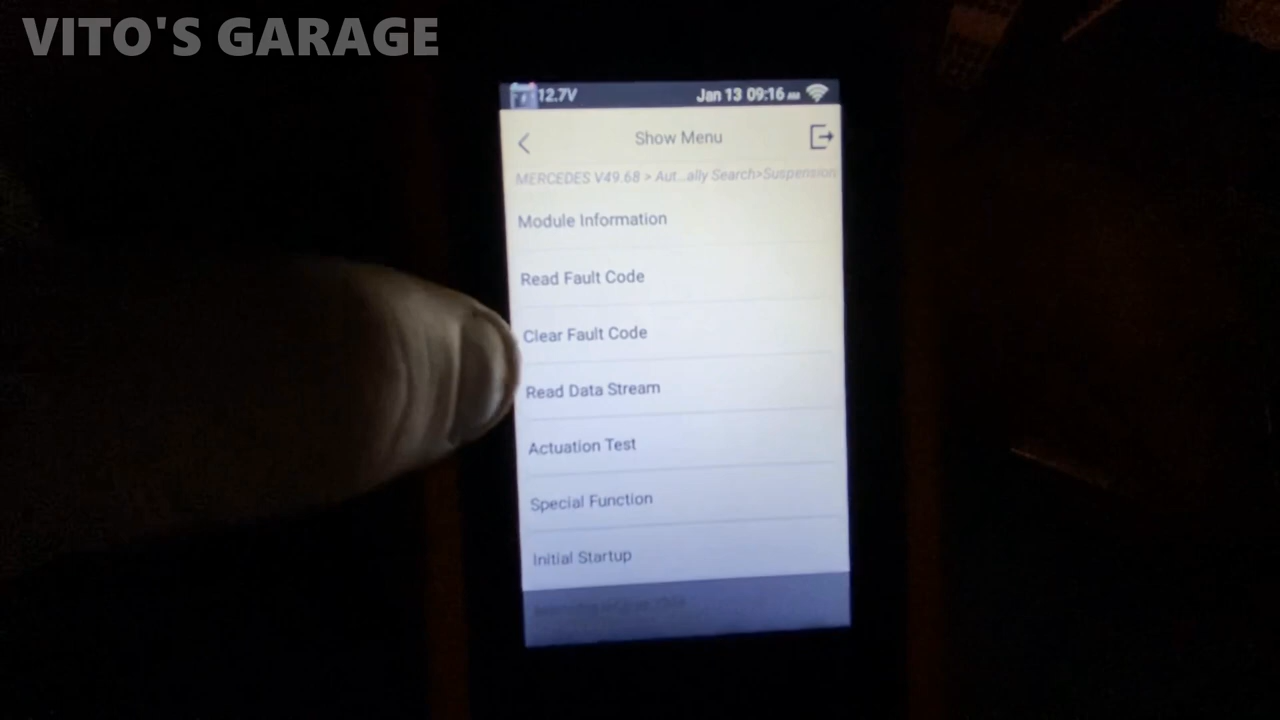 VITO'S GARAGE
12.7V Jan 13 09:16 AM
Show Menu
MERCEDES V49.68 > Aut...ally Search>Suspension
Module Information
Read Fault Code
Clear Fault Code
Read Data Stream
Actuation Test
Special Function
Initial Startup